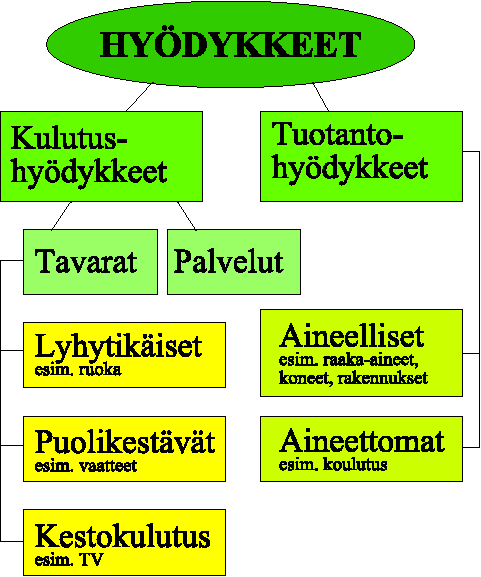 HYÖDYKKEET
Kulutus-
hyödykkeet
Tuotanto-
hyödykkeet
Tavarat
Palvelut
Lyhytikäiset
esim. ruoka
Puolikestävät
esim. vaatteet
Kestokulutus
esim. TV
Aineelliset
esim. raaka-aineet,
koneet, rakennukset
Aineettomat
esim. koulutus